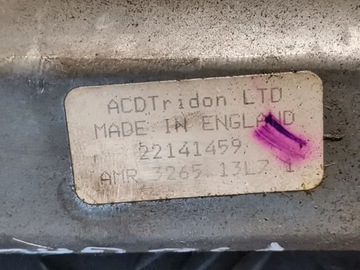 ACDTridon LTD
MADE IN ENGLAND
22141459
AMR 3265 13L7 1